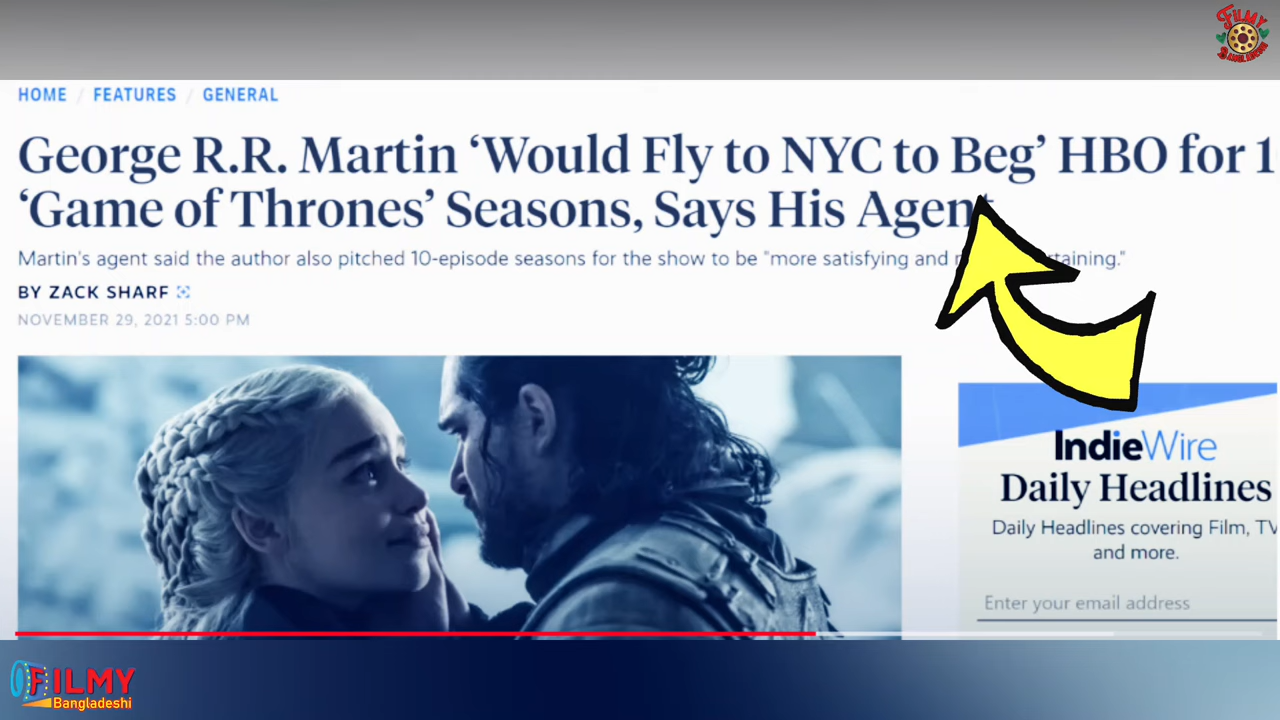 FILMY
HOME / FEATURES / GENERAL
George R.R. Martin ‘Would Fly to NYC to Beg’ HBO for 1
‘Game of Thrones’ Seasons, Says His Agent
Martin's agent said the author also pitched 10-episode seasons for the show to be "more satisfying and
BY ZACK SHARF
NOVEMBER 29, 2021 5:00 PM
IndieWire
Daily Headlines
Daily Headlines covering Film, TV
and more.
Enter your email address
FILMY
Bangladeshi